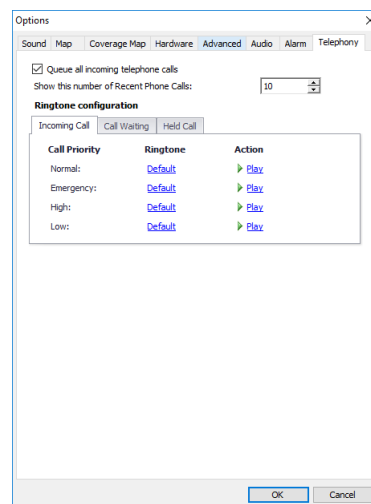 Options
Sound Map Coverage Map Hardware Advanced Audio Alarm Telephony
Queue all incoming telephone calls
Show this number of Recent Phone Calls: 10
Ringtone configuration
Incoming Call Call Waiting Held Call
Call Priority Ringtone Action
Normal: Default Play
Emergency: Default Play
High: Default Play
Low: Default Play
OK Cancel